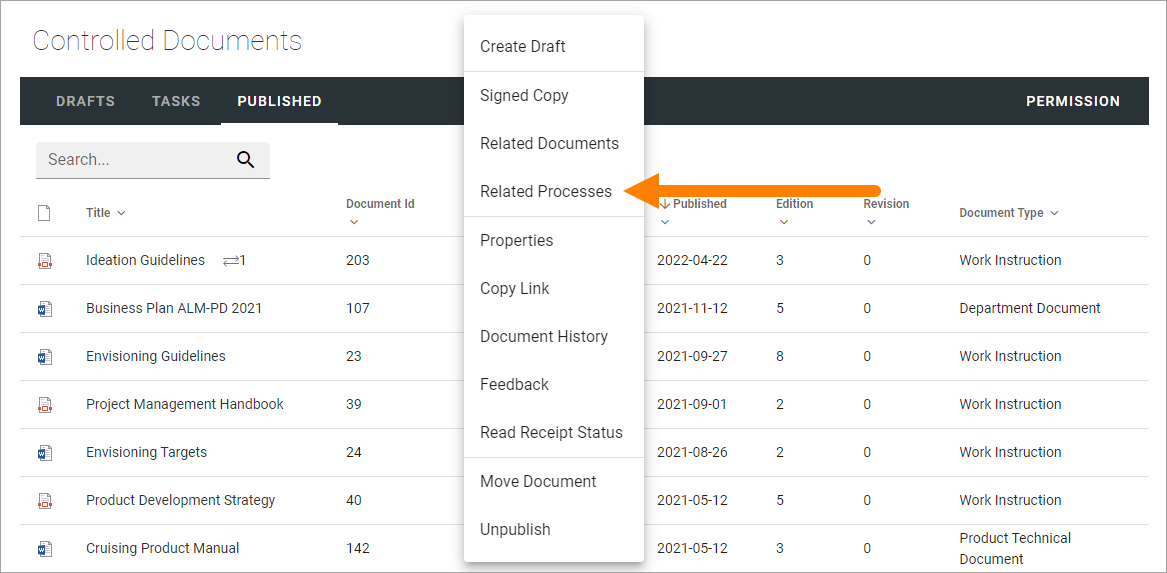 Controlled Documents
DRAFTS TASKS PUBLISHED PERMISSION
Search...
Create Draft
Signed Copy
Related Documents
Related Processes
Properties
Copy Link
Document History
Feedback
Read Receipt Status
Move Document
Unpublish
Title Document Id Published Edition Revision Document Type
Ideation Guidelines 1 203 2022-04-22 3 0 Work Instruction
Business Plan ALM-PD 2021 107 2021-11-12 5 0 Department Document
Envisioning Guidelines 23 2021-09-27 8 0 Work Instruction
Project Management Handbook 39 2021-09-01 2 0 Work Instruction
Envisioning Targets 24 2021-08-26 2 0 Work Instruction
Product Development Strategy 40 2021-05-12 5 0 Work Instruction
Cruising Product Manual 142 2021-05-12 3 0 Product Technical
Document